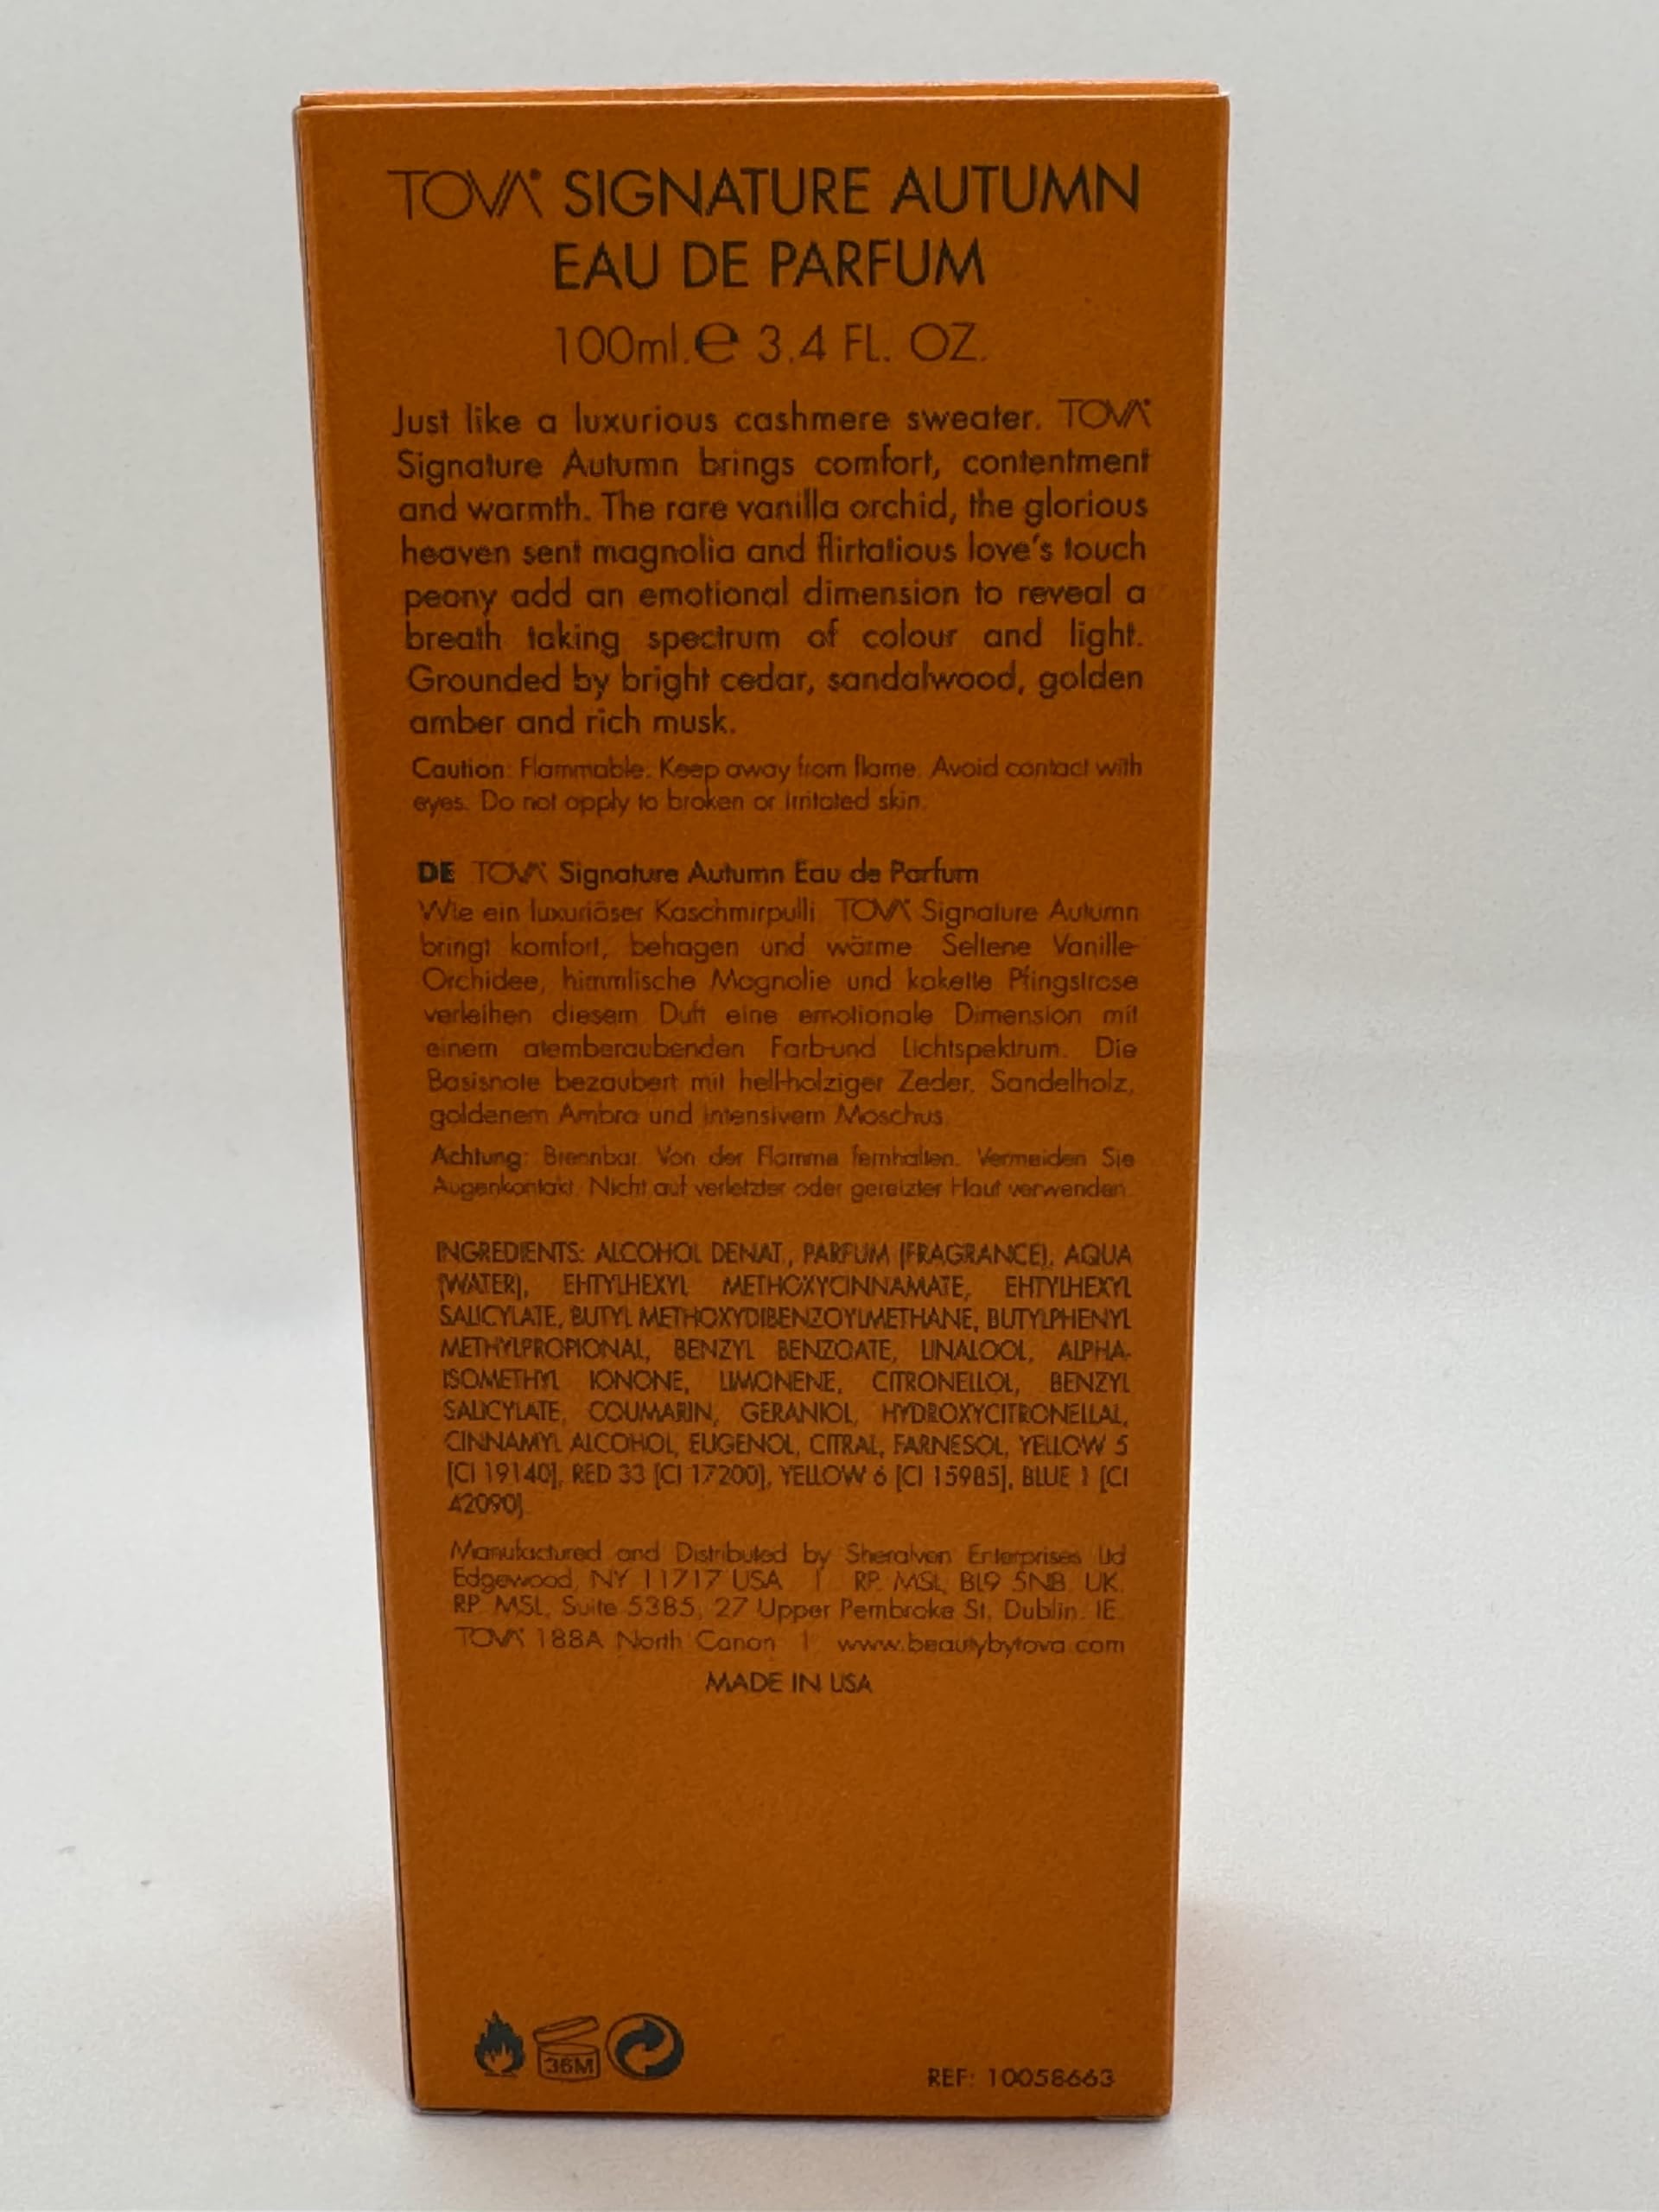 TOVA® SIGNATURE AUTUMN
EAU DE PARFUM
100ml.℮ 3.4 FL. OZ.
Just like a luxurious cashmere sweater. TOVA®
Signature Autumn brings comfort, contentment
and warmth. The rare vanilla orchid, the glorious
heaven sent magnolia and flirtatious love's touch
peony add an emotional dimension to reveal a
breath taking spectrum of colour and light.
Grounded by bright cedar, sandalwood, golden
amber and rich musk.
Caution: Flammable. Keep away from flame. Avoid contact with
eyes. Do not apply to broken or irritated skin.
DE TOVA® Signature Autumn Eau de Parfum
Wie ein luxuriöser Kaschmirpulli. TOVA® Signature Autumn
bringt komfort, behagen und wärme. Seltene Vanille-
Orchidee, himmlische Magnolie und kokette Pfingstrose
verleihen diesem Duft eine emotionale Dimension mit
einem atemberaubenden Farb-und Lichtspektrum. Die
Basisnote bezaubert mit hell-holziger Zeder, Sandelholz,
goldenem Ambra und intensivem Moschus.
Achtung: Brennbar. Von der Flamme fernhalten. Vermeiden Sie
Augenkontakt. Nicht auf verletzter oder gereizter Haut verwenden.
INGREDIENTS: ALCOHOL DENAT., PARFUM (FRAGRANCE), AQUA
(WATER), EHTYLHEXYL METHOXYCINNAMATE, EHTYLHEXYL
SALICYLATE, BUTYL METHOXYDIBENZOYLMETHANE, BUTYLPHENYL
METHYLPROPIONAL, BENZYL BENZOATE, LINALOOL, ALPHA-
ISOMETHYL IONONE, LIMONENE, CITRONELLOL, BENZYL
SALICYLATE, COUMARIN, GERANIOL, HYDROXYCITRONELLAL,
CINNAMYL ALCOHOL, EUGENOL, CITRAL, FARNESOL, YELLOW 5
[CI 19140], RED 33 [CI 17200], YELLOW 6 [CI 15985], BLUE 1 [CI
42090].
Manufactured and Distributed by Sheralven Enterprises Ltd
Edgewood, NY 11717 USA | RP. MSL, BL9 5NB. UK.
RP. MSL, Suite 5385, 27 Upper Pembroke St, Dublin. IE.
TOVA® 188A North Canon | www.beautybytova.com
MADE IN USA
36M
REF: 10058663